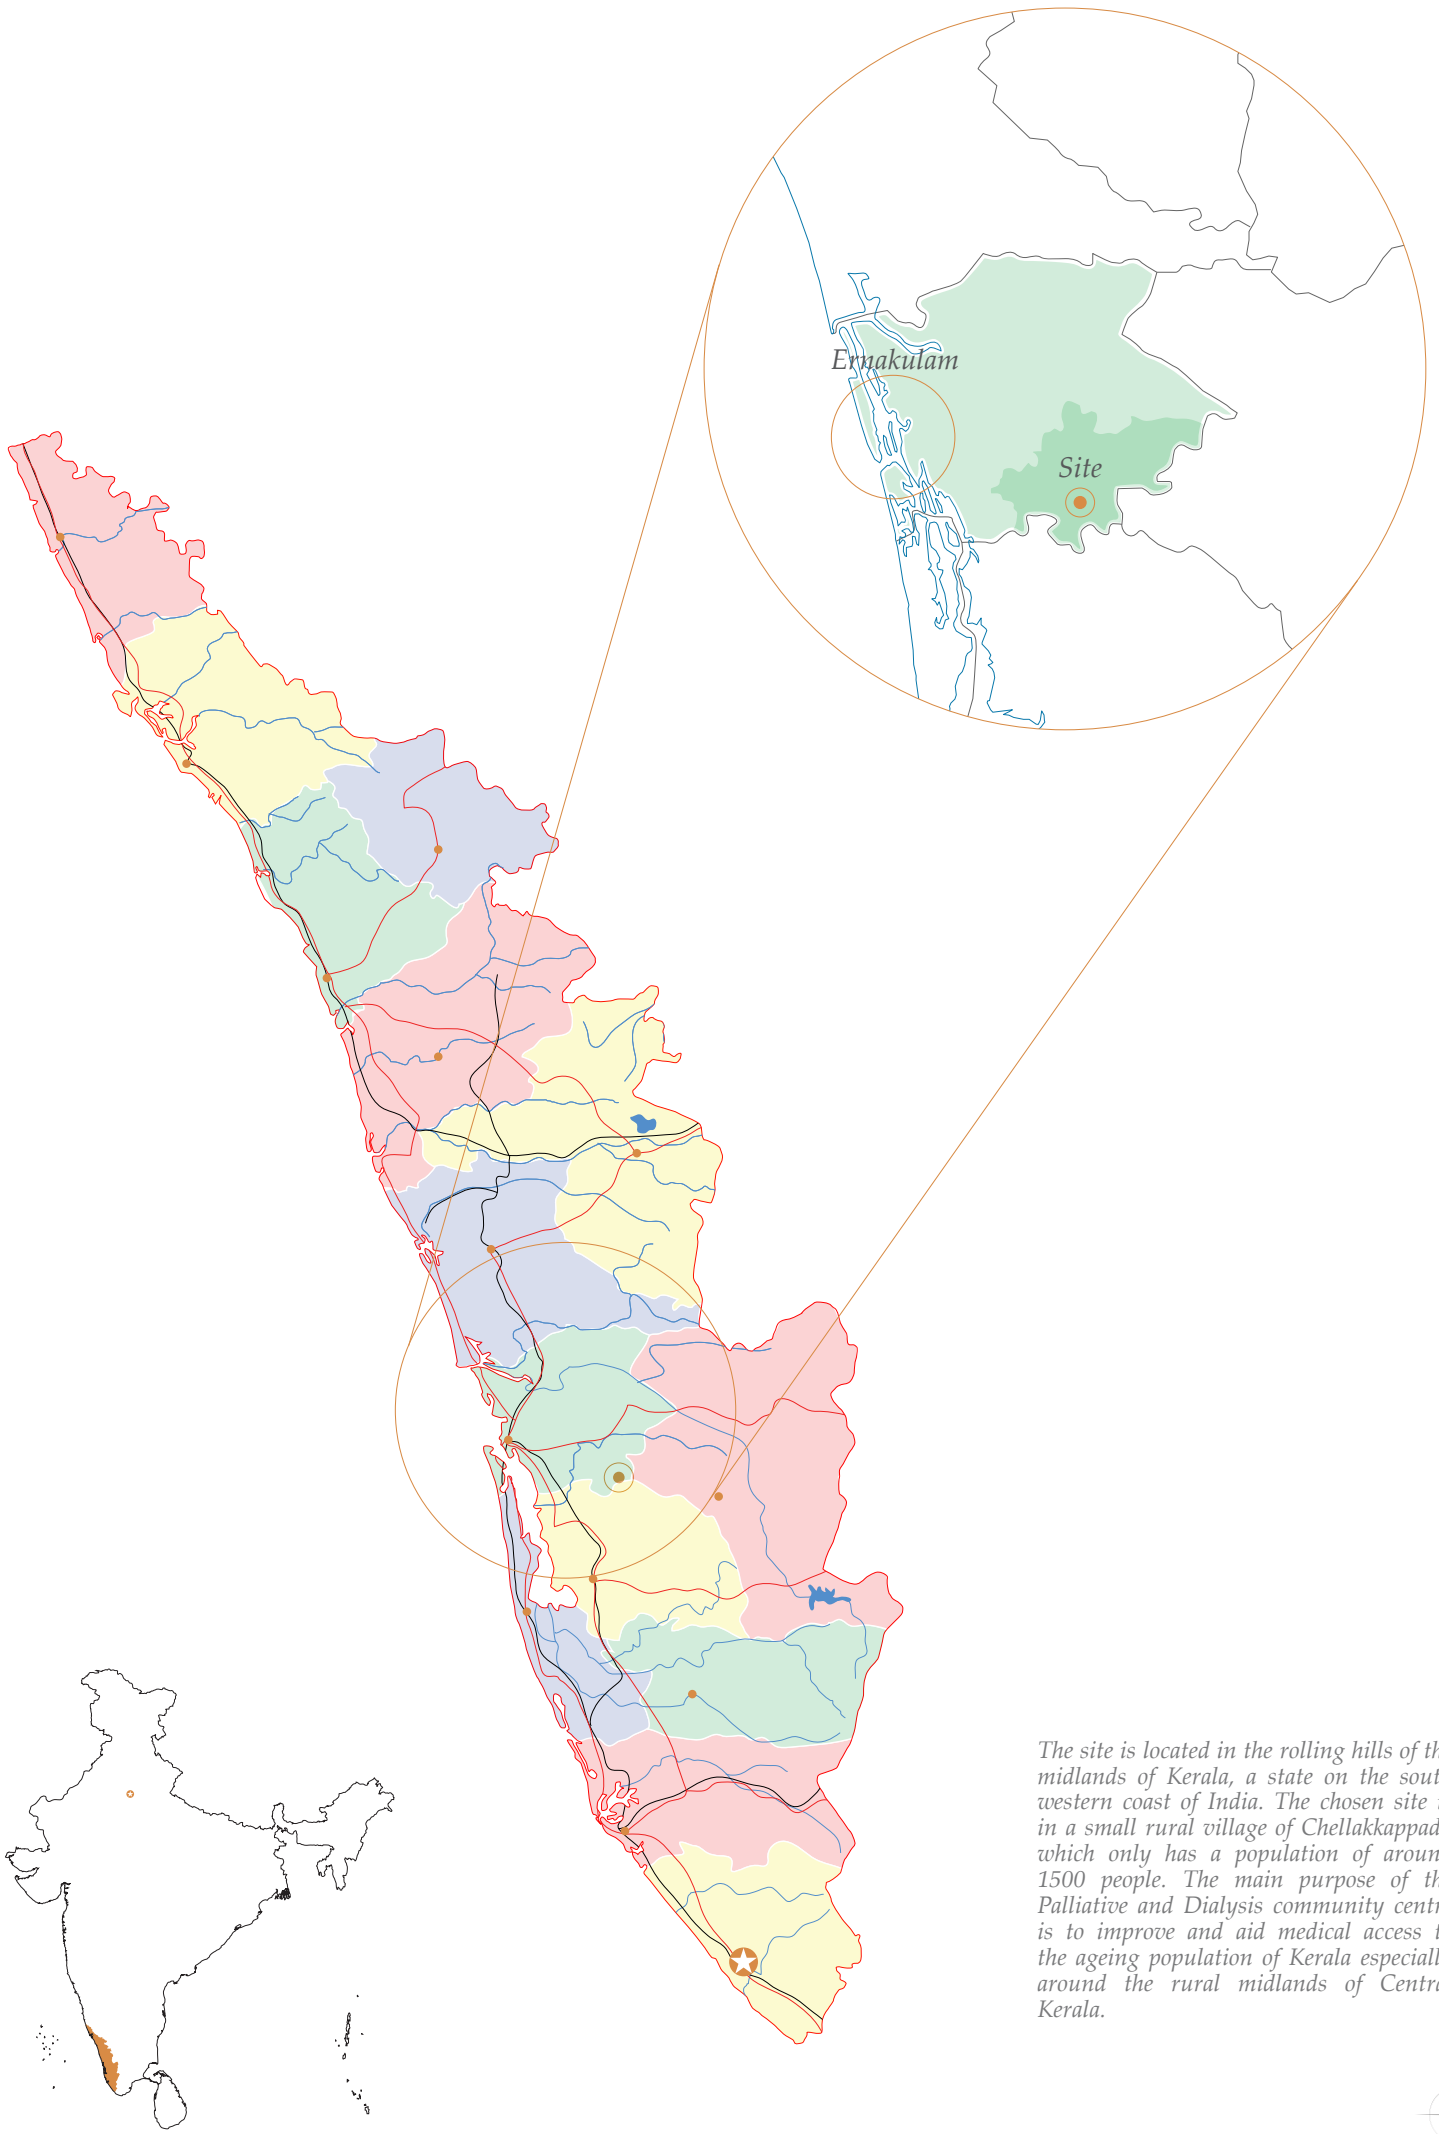 Ernakulam
Site
The site is located in the rolling hills of th
midlands of Kerala, a state on the sout
western coast of India. The chosen site i
in a small rural village of Chellakkappad
which only has a population of aroun
1500 people. The main purpose of th
Palliative and Dialysis community centr
is to improve and aid medical access t
the ageing population of Kerala especiall
around the rural midlands of Centra
Kerala.